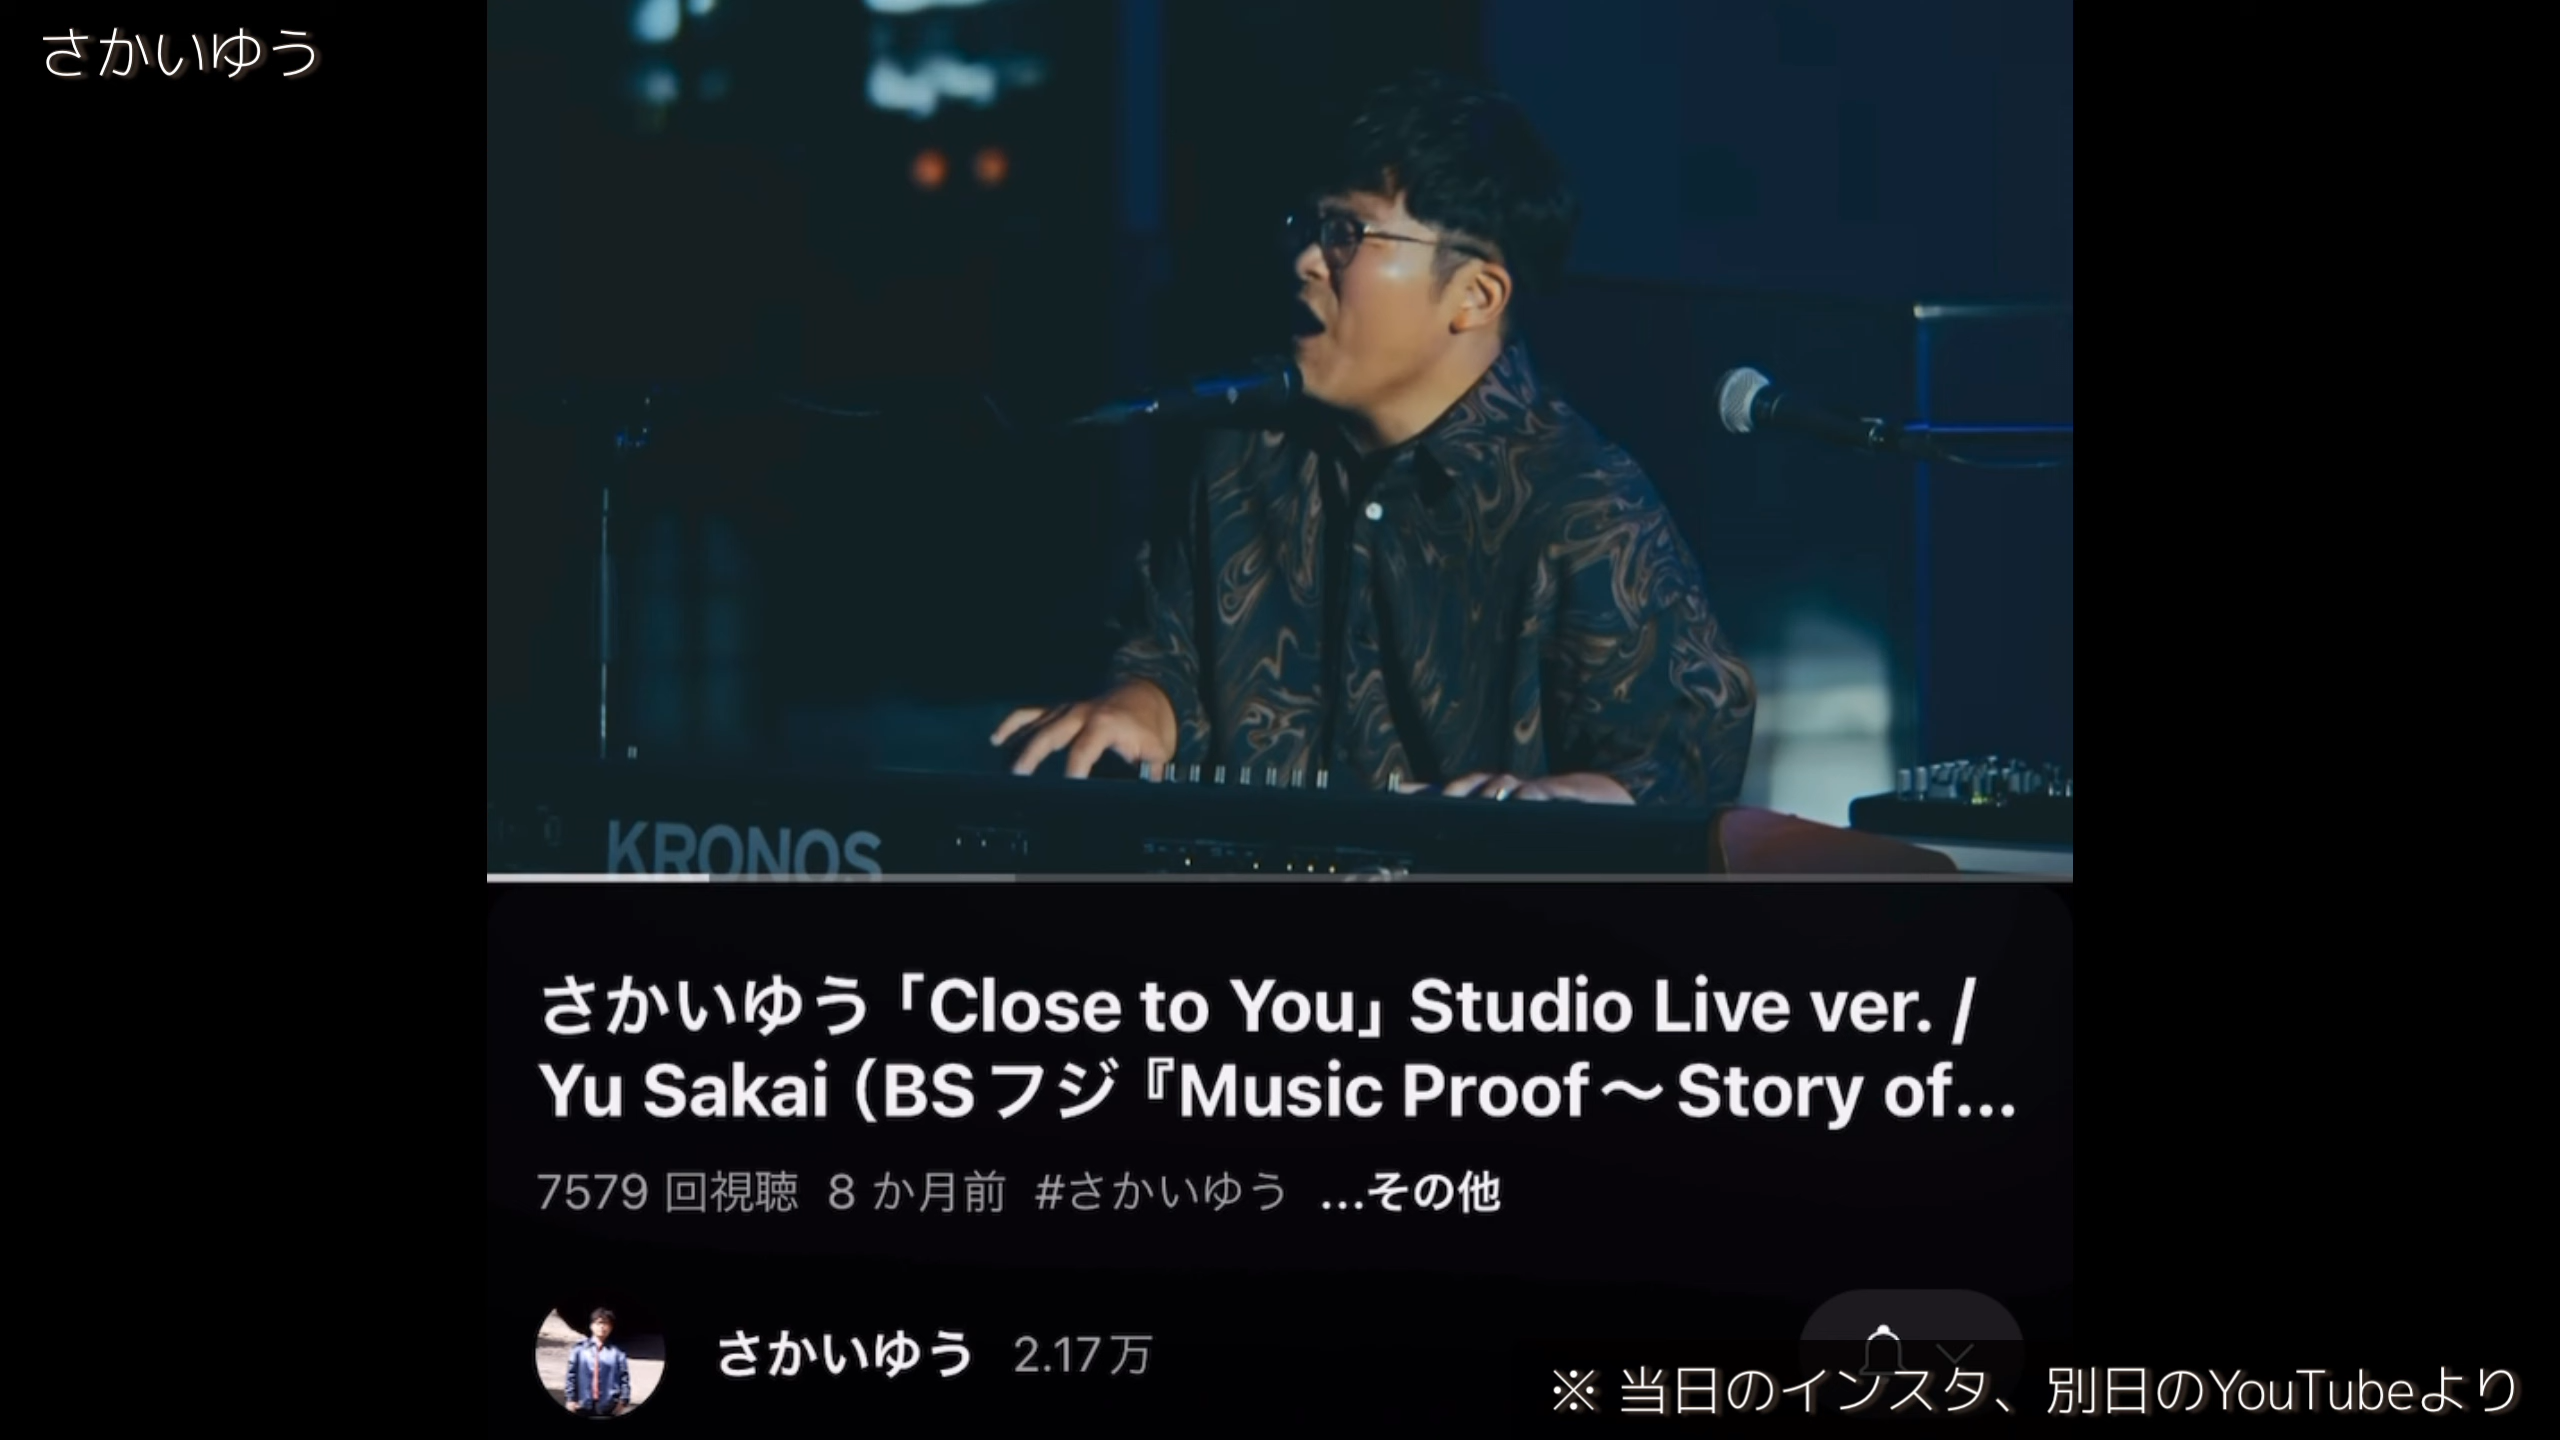 さかいゆう
KRONOS
さかいゆう「Close to You」Studio Live ver. /
Yu Sakai（BSフジ『Music Proof～Story of...
7579 回視聴 8 か月前 #さかいゆう ...その他
さかいゆう 2.17万
※ 当日のインスタ、別日のYouTubeより